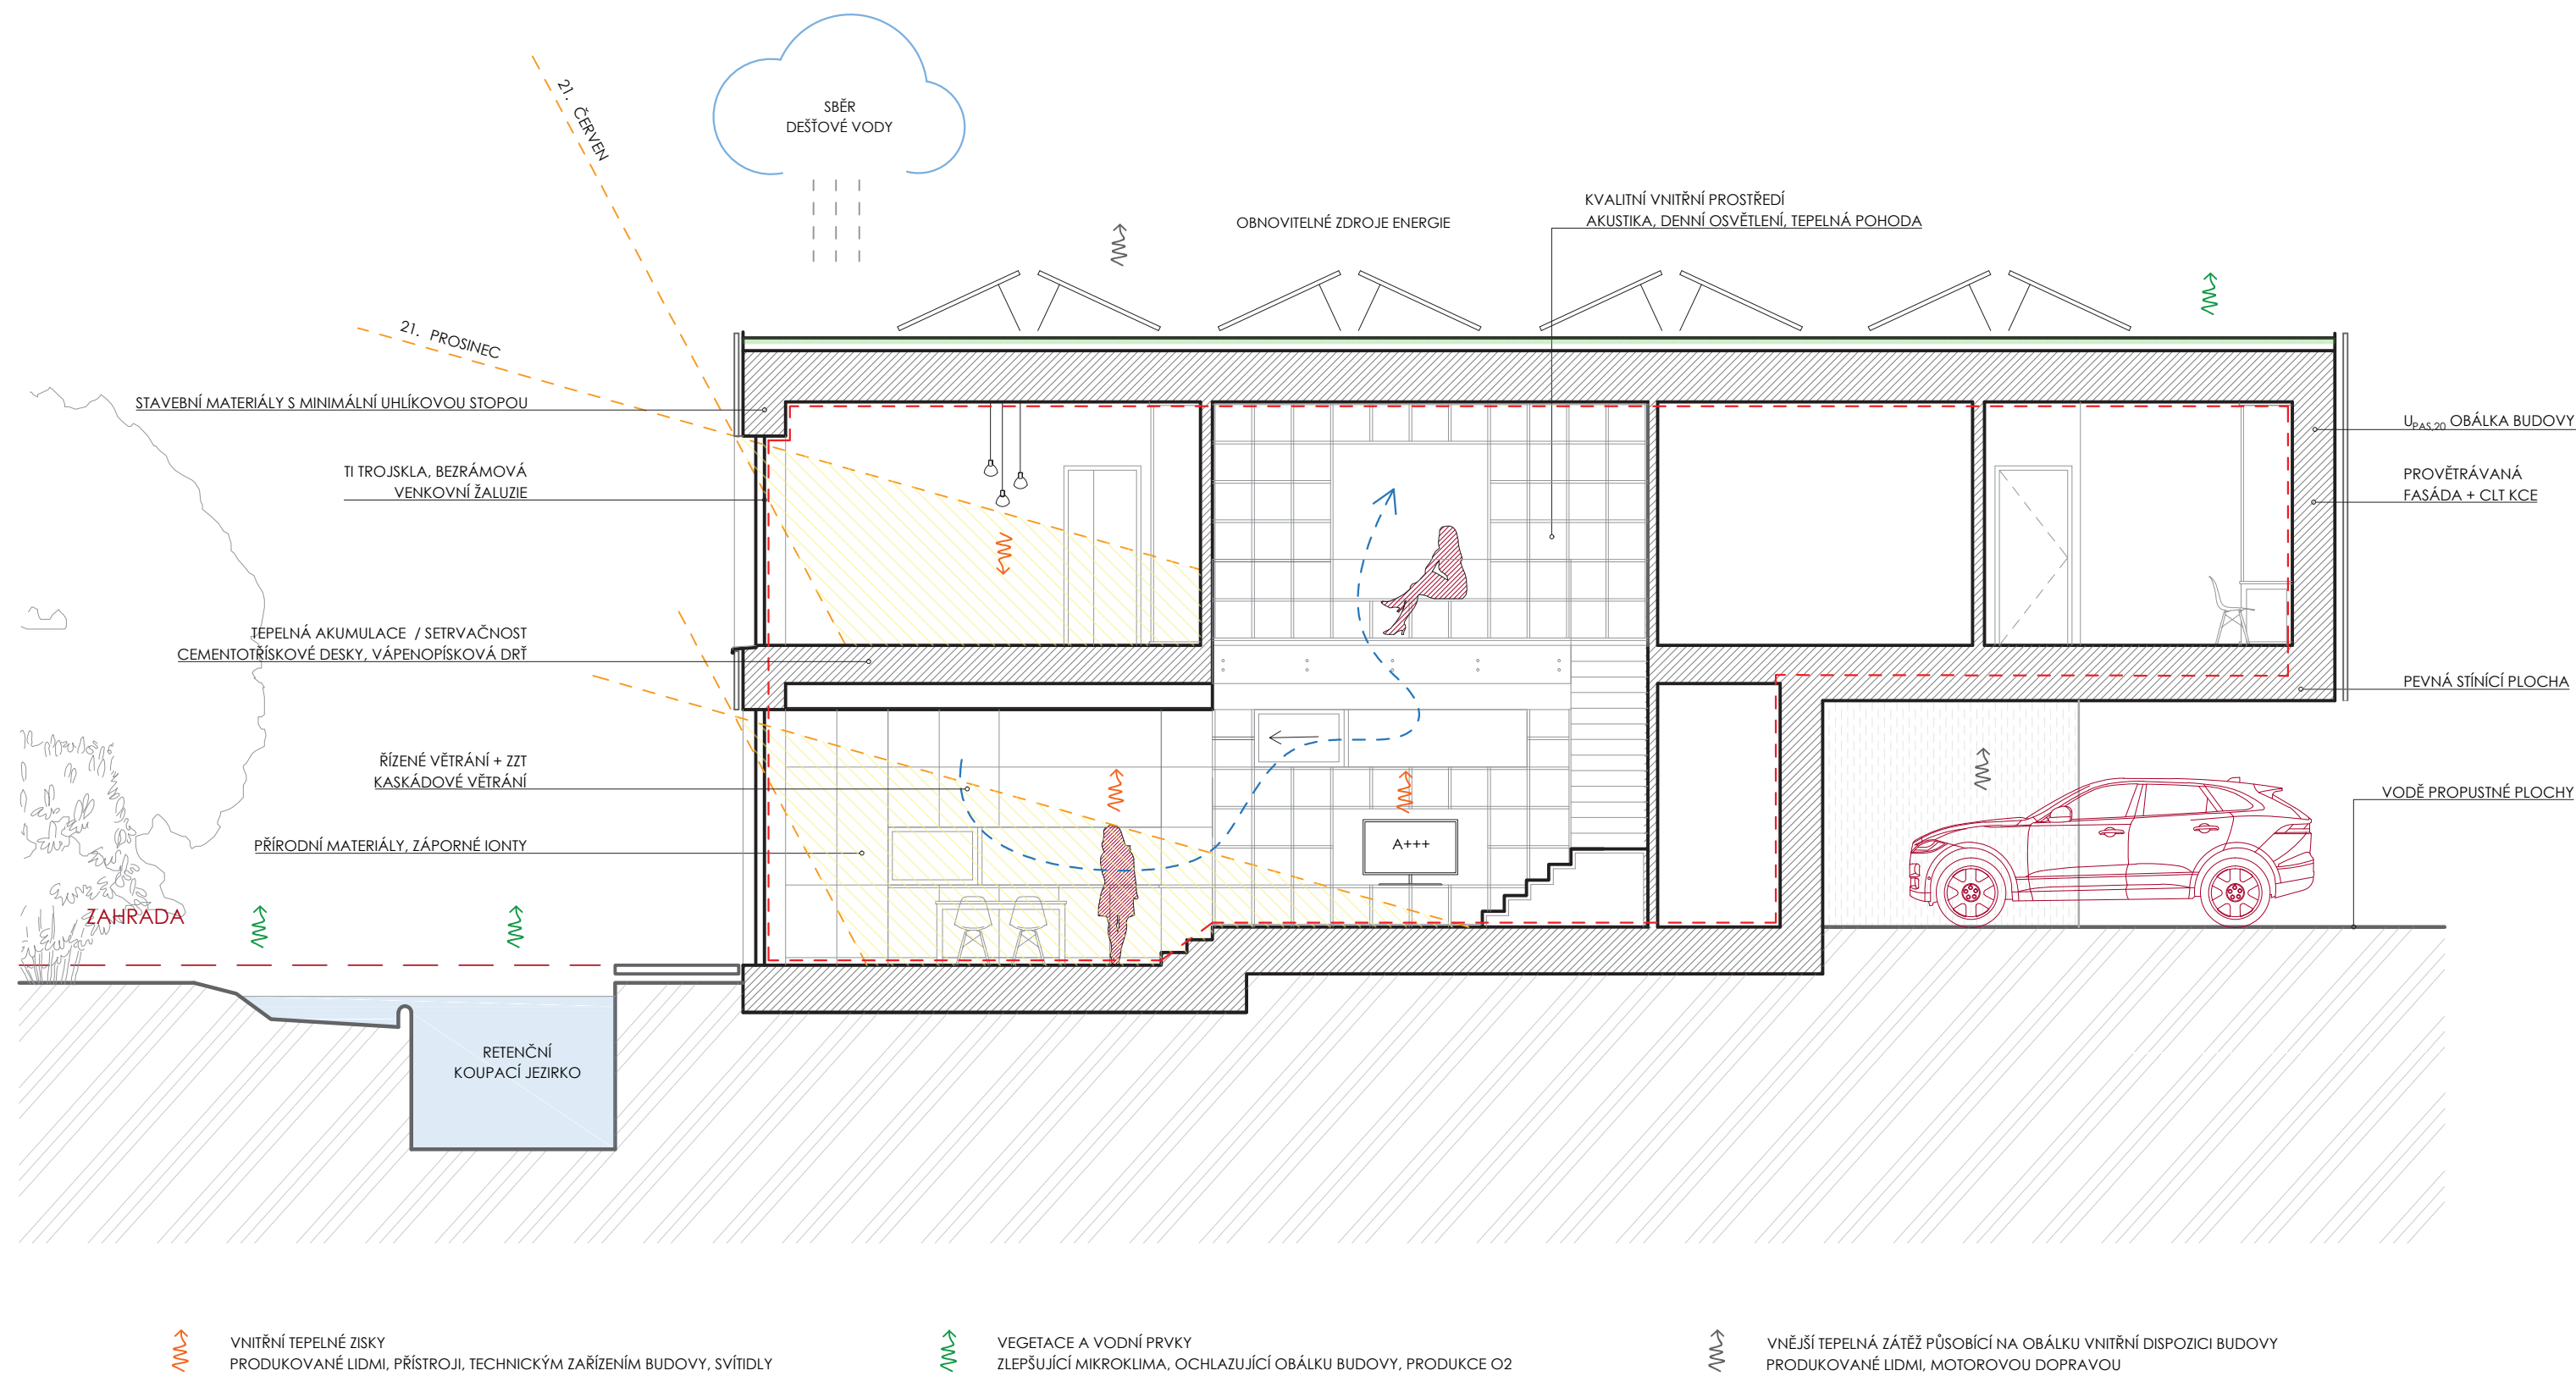 21. ČERVEN
SBĚR
DEŠŤOVÉ VODY
KVALITNÍ VNITŘNÍ PROSTŘEDÍ
AKUSTIKA, DENNÍ OSVĚTLENÍ, TEPELNÁ POHODA
OBNOVITELNÉ ZDROJE ENERGIE
21. PROSINEC
STAVEBNÍ MATERIÁLY S MINIMÁLNÍ UHLÍKOVOU STOPOU
U_PAS,20 OBÁLKA BUDOVY
TI TROJSKLA, BEZRÁMOVÁ
VENKOVNÍ ŽALUZIE
PROVĚTRÁVANÁ
FASÁDA + CLT KCE
TEPELNÁ AKUMULACE / SETRVAČNOST
CEMENTOTŘÍSKOVÉ DESKY, VÁPENOPÍSKOVÁ DRŤ
PEVNÁ STÍNÍCÍ PLOCHA
ŘÍZENÉ VĚTRÁNÍ + ZZT
KASKÁDOVÉ VĚTRÁNÍ
VODĚ PROPUSTNÉ PLOCHY
PŘÍRODNÍ MATERIÁLY, ZÁPORNÉ IONTY
A+++
ZAHRADA
RETENČNÍ
KOUPACÍ JEZIRKO
VNITŘNÍ TEPELNÉ ZISKY
PRODUKOVANÉ LIDMI, PŘÍSTROJI, TECHNICKÝM ZAŘÍZENÍM BUDOVY, SVÍTIDLY
VEGETACE A VODNÍ PRVKY
ZLEPŠUJÍCÍ MIKROKLIMA, OCHLAZUJÍCÍ OBÁLKU BUDOVY, PRODUKCE O2
VNĚJŠÍ TEPELNÁ ZÁTĚŽ PŮSOBÍCÍ NA OBÁLKU VNITŘNÍ DISPOZICI BUDOVY
PRODUKOVANÉ LIDMI, MOTOROVOU DOPRAVOU